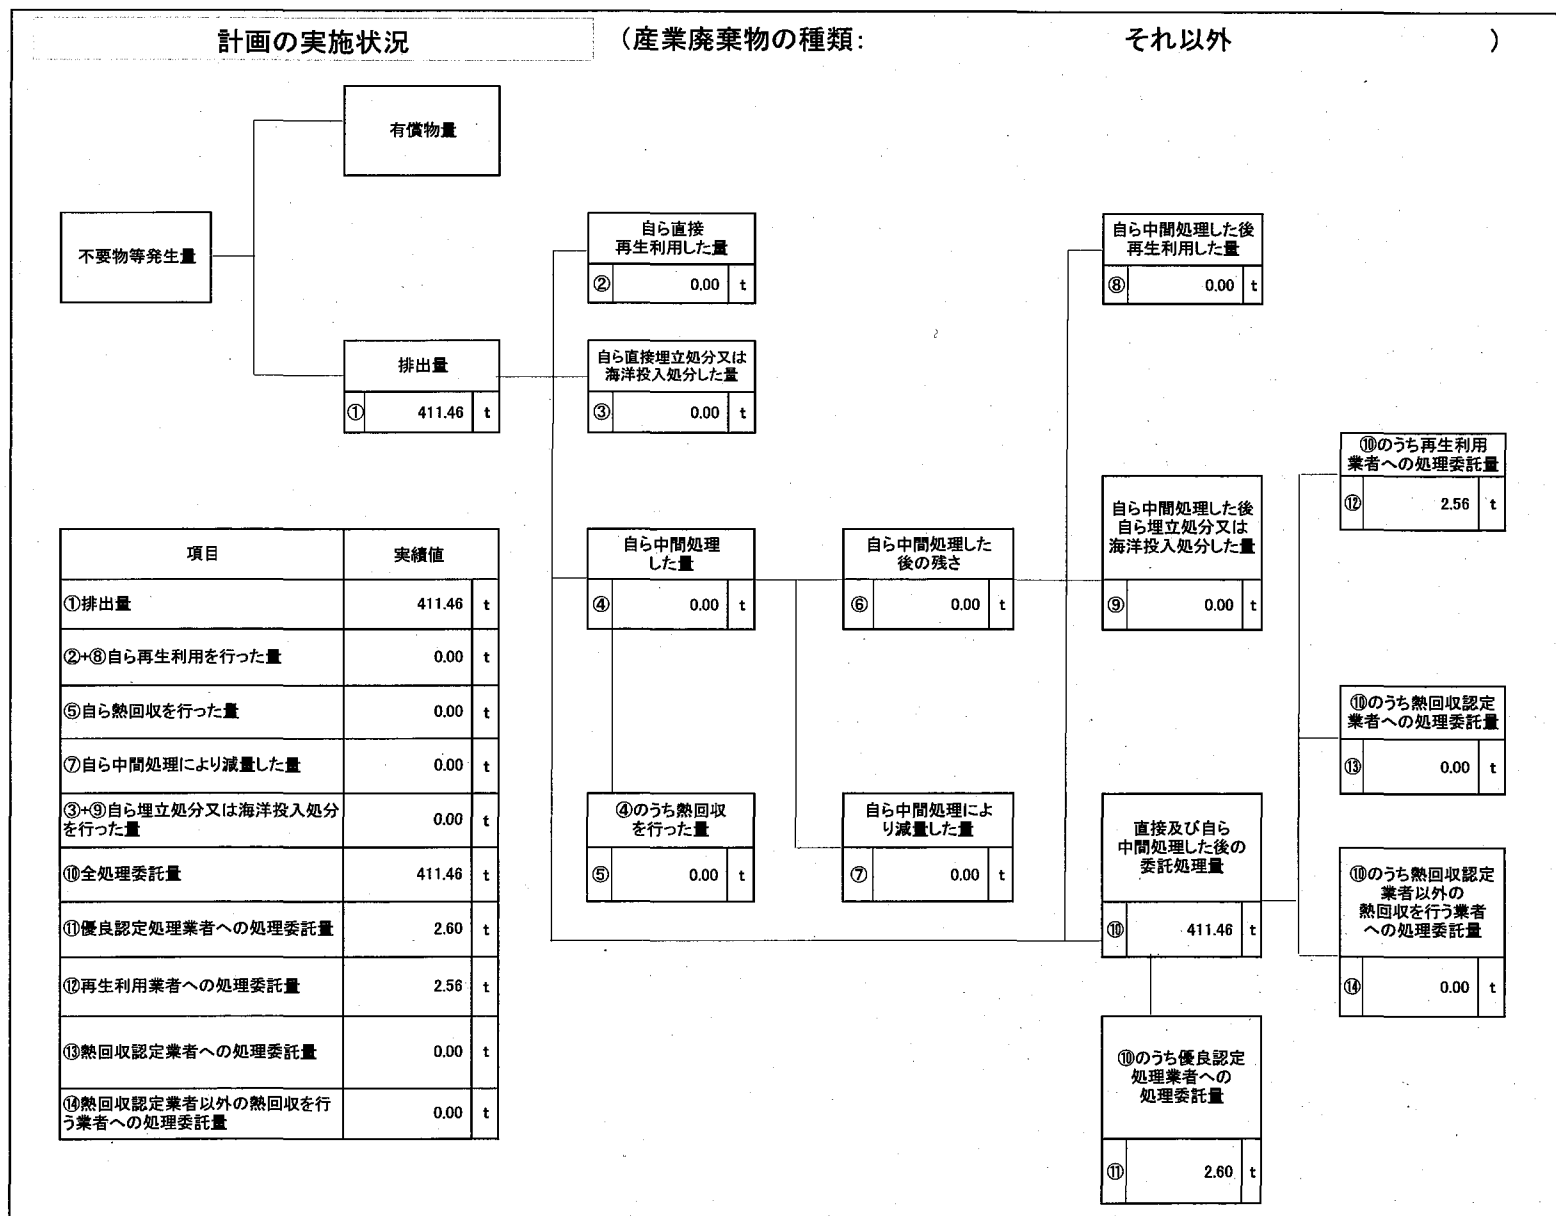 計画の実施状況 (産業廃棄物の種類: それ以外 )
有償物量
不要物等発生量
排出量
① 411.46 t
自ら直接
再生利用した量
② 0.00 t
自ら直接埋立処分又は
海洋投入処分した量
③ 0.00 t
自ら中間処理
した量
④ 0.00 t
④のうち熱回収
を行った量
⑤ 0.00 t
自ら中間処理した
後の残さ
⑥ 0.00 t
自ら中間処理によ
り減量した量
⑦ 0.00 t
自ら中間処理した後
再生利用した量
⑧ 0.00 t
自ら中間処理した後
自ら埋立処分又は
海洋投入処分した量
⑨ 0.00 t
直接及び自ら
中間処理した後の
委託処理量
⑩ 411.46 t
⑩のうち優良認定
処理業者への
処理委託量
⑪ 2.60 t
⑩のうち再生利用
業者への処理委託量
⑫ 2.56 t
⑩のうち熱回収認定
業者への処理委託量
⑬ 0.00 t
⑩のうち熱回収認定
業者以外の
熱回収を行う業者
への処理委託量
⑭ 0.00 t
項目 実績値
①排出量 411.46 t
②+⑧自ら再生利用を行った量 0.00 t
⑤自ら熱回収を行った量 0.00 t
⑦自ら中間処理により減量した量 0.00 t
③+⑨自ら埋立処分又は海洋投入処分
を行った量 0.00 t
⑩全処理委託量 411.46 t
⑪優良認定処理業者への処理委託量 2.60 t
⑫再生利用業者への処理委託量 2.56 t
⑬熱回収認定業者への処理委託量 0.00 t
⑭熱回収認定業者以外の熱回収を行
う業者への処理委託量 0.00 t